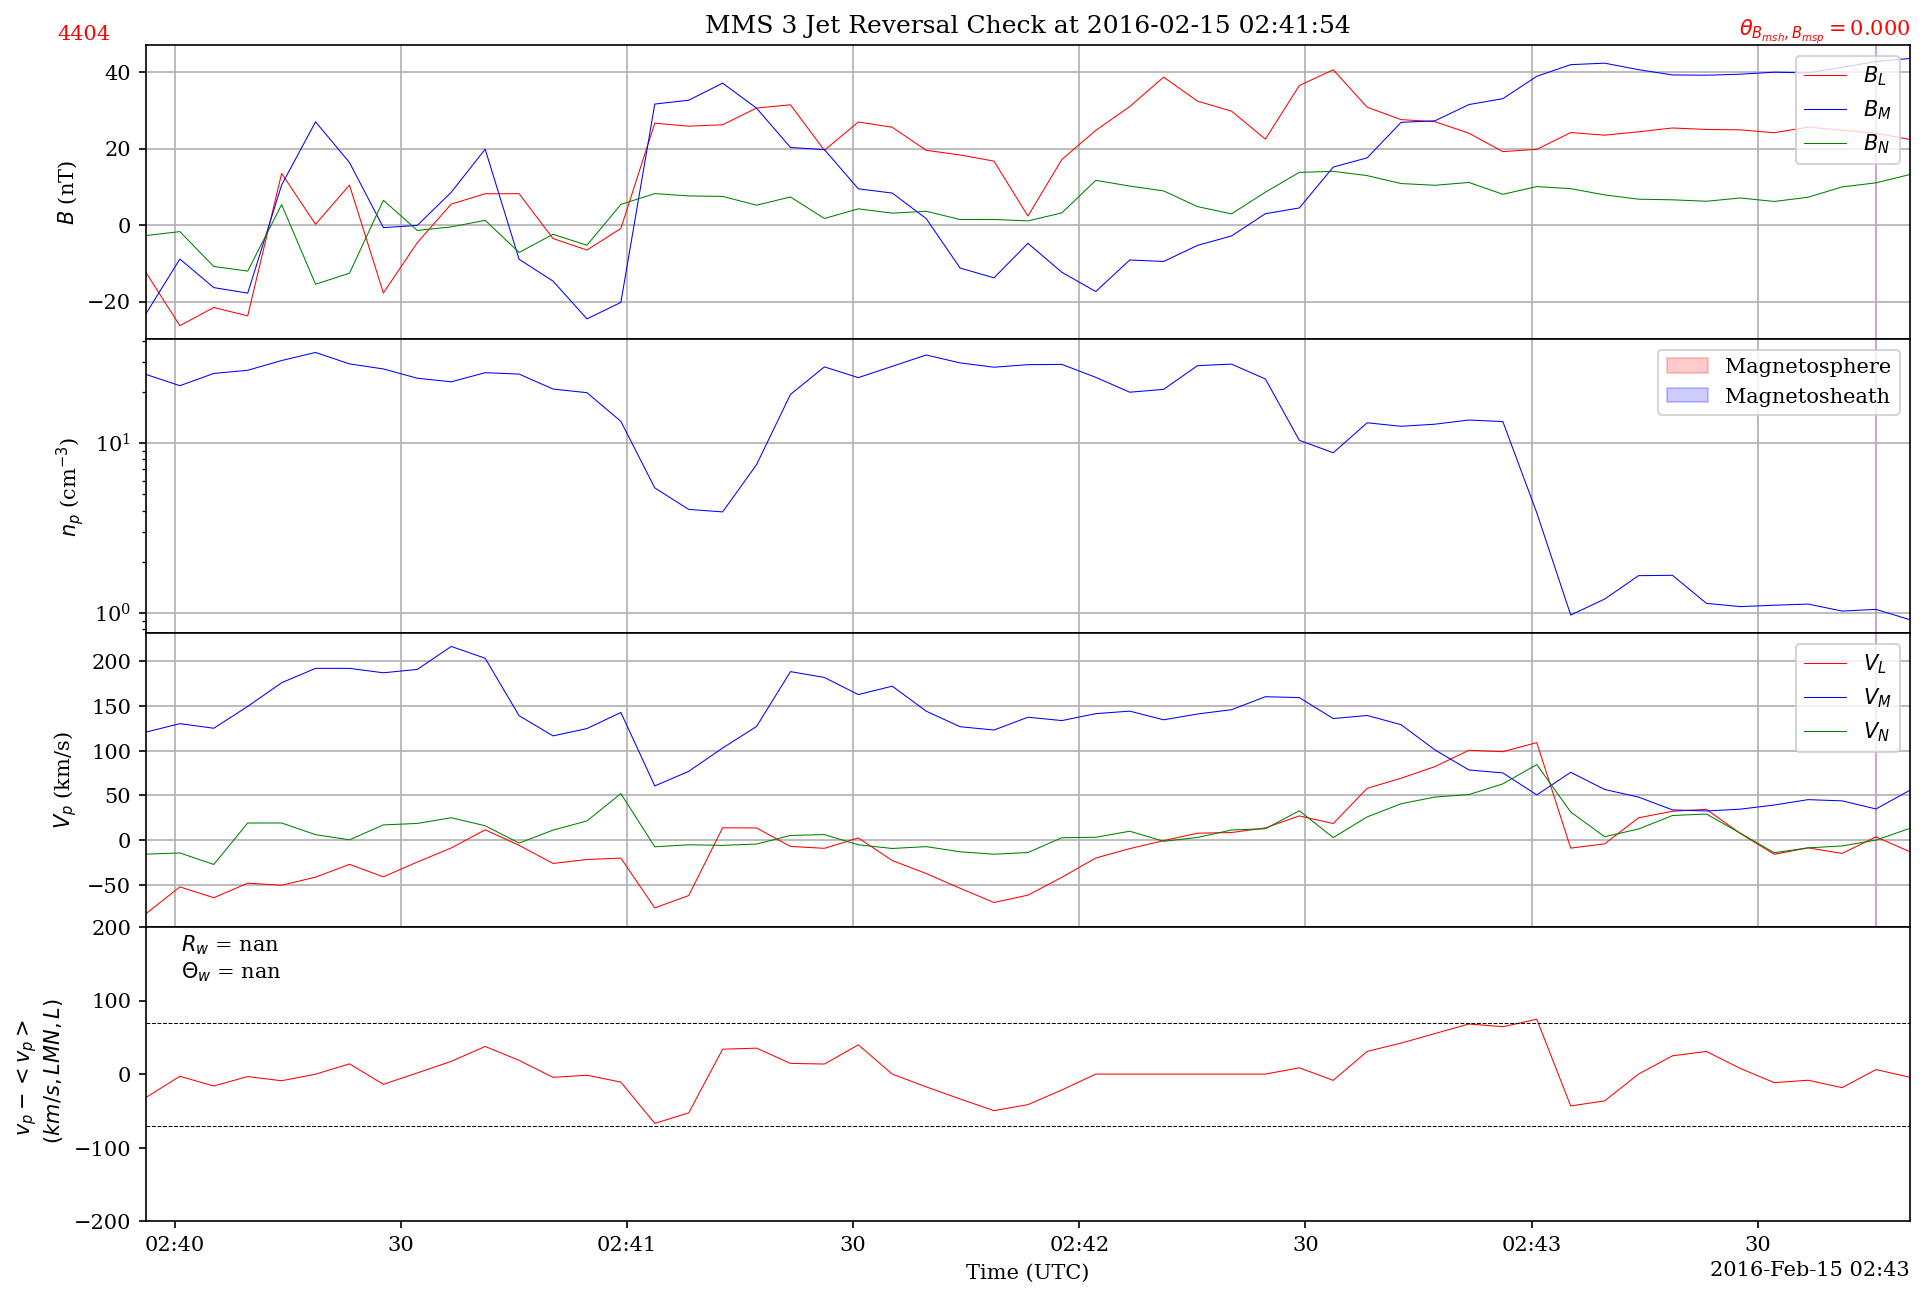 MMS 3 Jet Reversal Check at 2016-02-15 02:41:54
4404
θ_{B_{msh}, B_{msp}} = 0.000
40
20
0
−20
B (nT)
B_L
B_M
B_N
10^1
10^0
n_p (cm^{−3})
Magnetosphere
Magnetosheath
200
150
100
50
0
−50
V_p (km/s)
V_L
V_M
V_N
200
100
0
−100
−200
v_p − < v_p >
(km/s, LMN, L)
R_w = nan
Θ_w = nan
02:40 30 02:41 30 02:42 30 02:43 30
Time (UTC)
2016-Feb-15 02:43